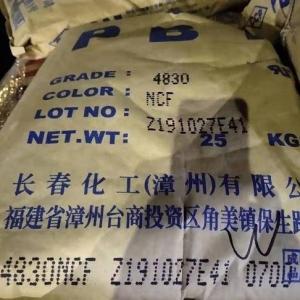 P B
GRADE : 4830
COLOR : NCF
LOT NO : Z191027E41
NET.WT: 25 KG
长春化工(漳州)有限公
福建省漳州台商投资区角美镇保生路
4830NCF Z191027E41